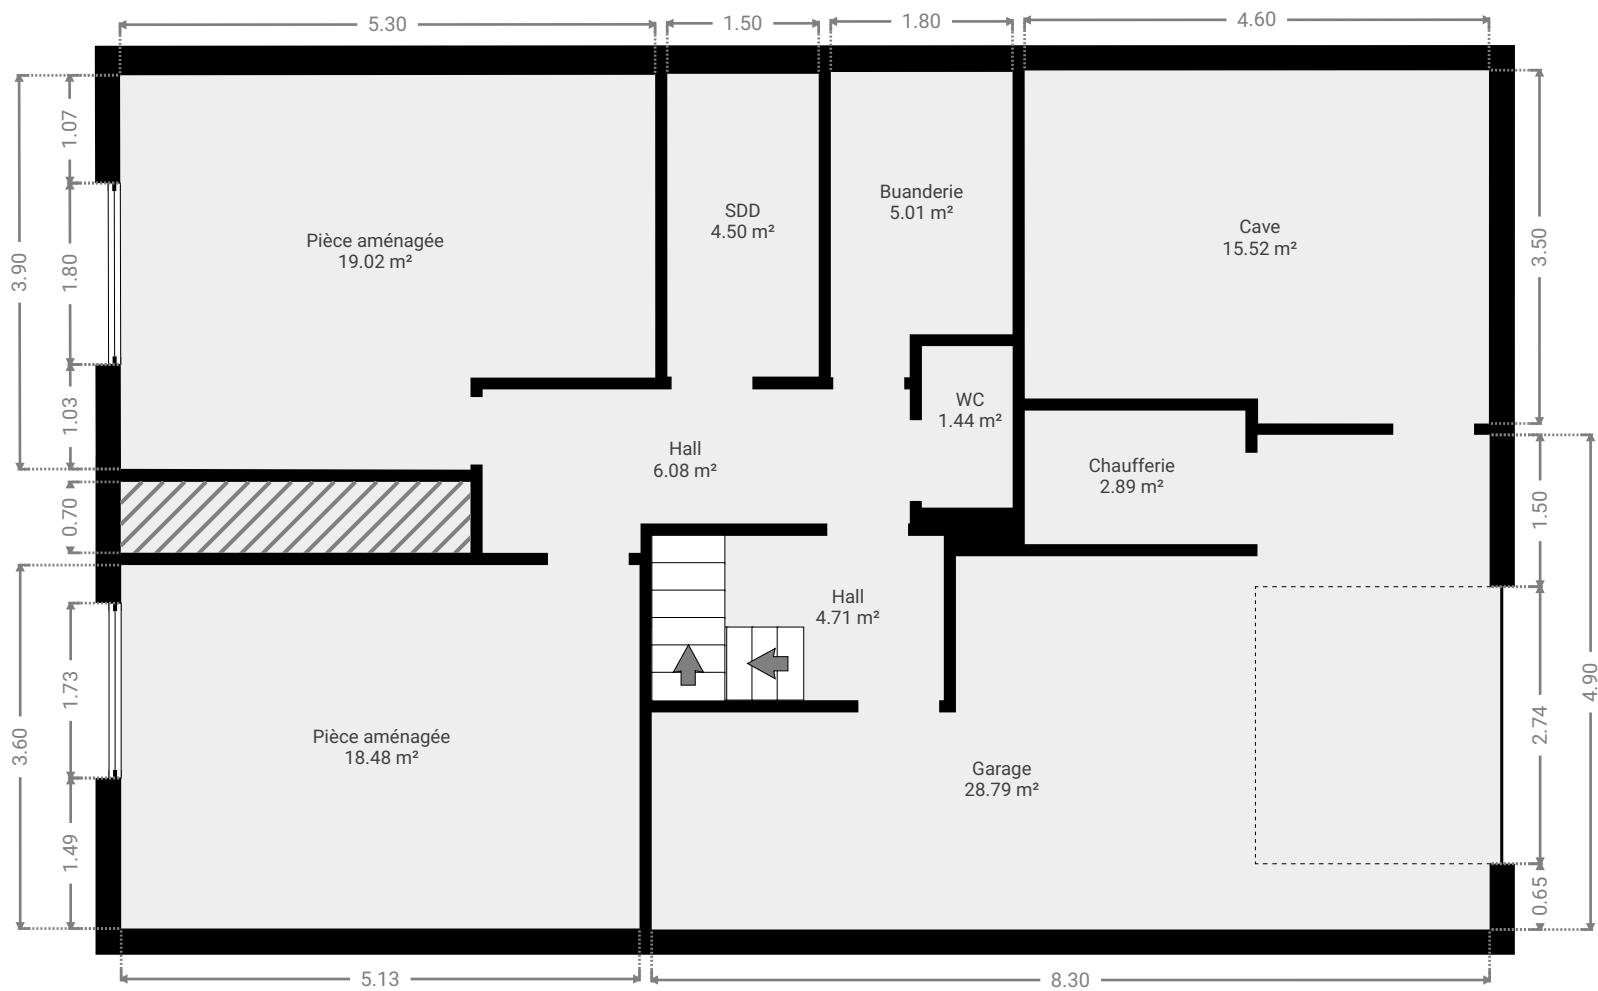 5.30
1.50
1.80
4.60
1.07
1.80
3.90
1.03
0.70
3.60
1.73
1.49
Pièce aménagée
19.02 m²
SDD
4.50 m²
Buanderie
5.01 m²
Cave
15.52 m²
WC
1.44 m²
Hall
6.08 m²
Chaufferie
2.89 m²
Hall
4.71 m²
Pièce aménagée
18.48 m²
Garage
28.79 m²
3.50
1.50
4.90
2.74
0.65
5.13
8.30